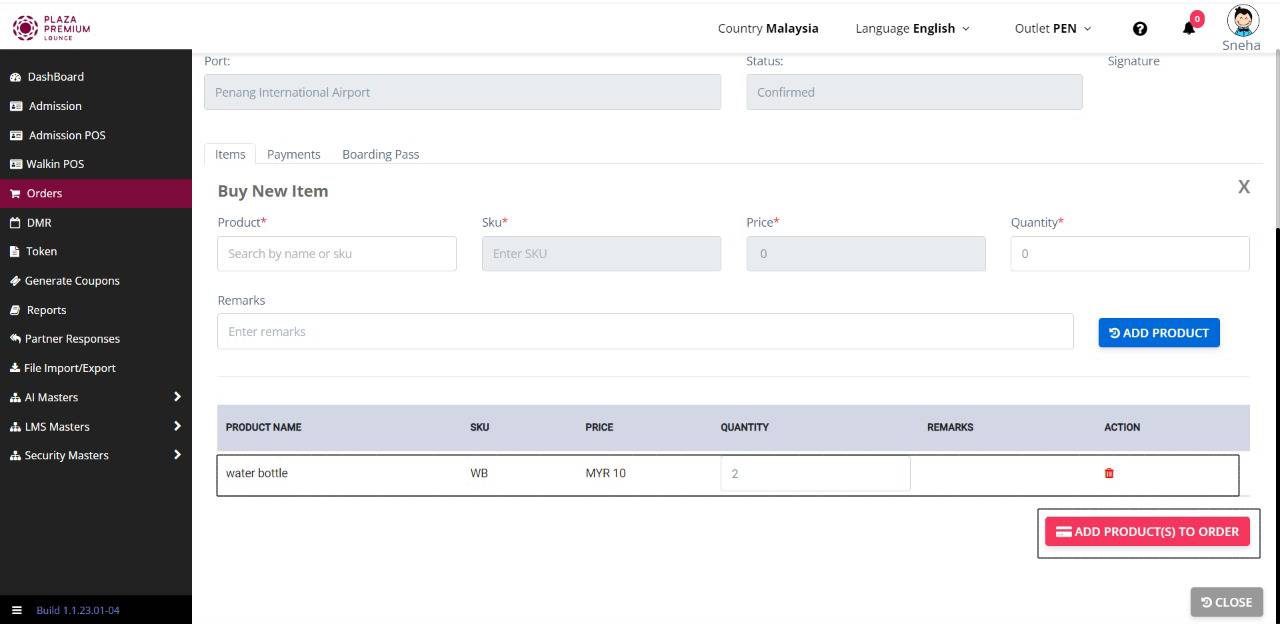 PLAZA
PREMIUM
LOUNGE
Country Malaysia
Language English
Outlet PEN
0
Sneha
DashBoard
Admission
Admission POS
Walkin POS
Orders
DMR
Token
Generate Coupons
Reports
Partner Responses
File Import/Export
AI Masters
LMS Masters
Security Masters
Build 1.1.23.01-04
Port:
Status:
Signature
Penang International Airport
Confirmed
Items
Payments
Boarding Pass
Buy New Item
X
Product*
Sku*
Price*
Quantity*
Search by name or sku
Enter SKU
0
0
Remarks
Enter remarks
ADD PRODUCT
PRODUCT NAME
SKU
PRICE
QUANTITY
REMARKS
ACTION
water bottle
WB
MYR 10
2
ADD PRODUCT(S) TO ORDER
CLOSE